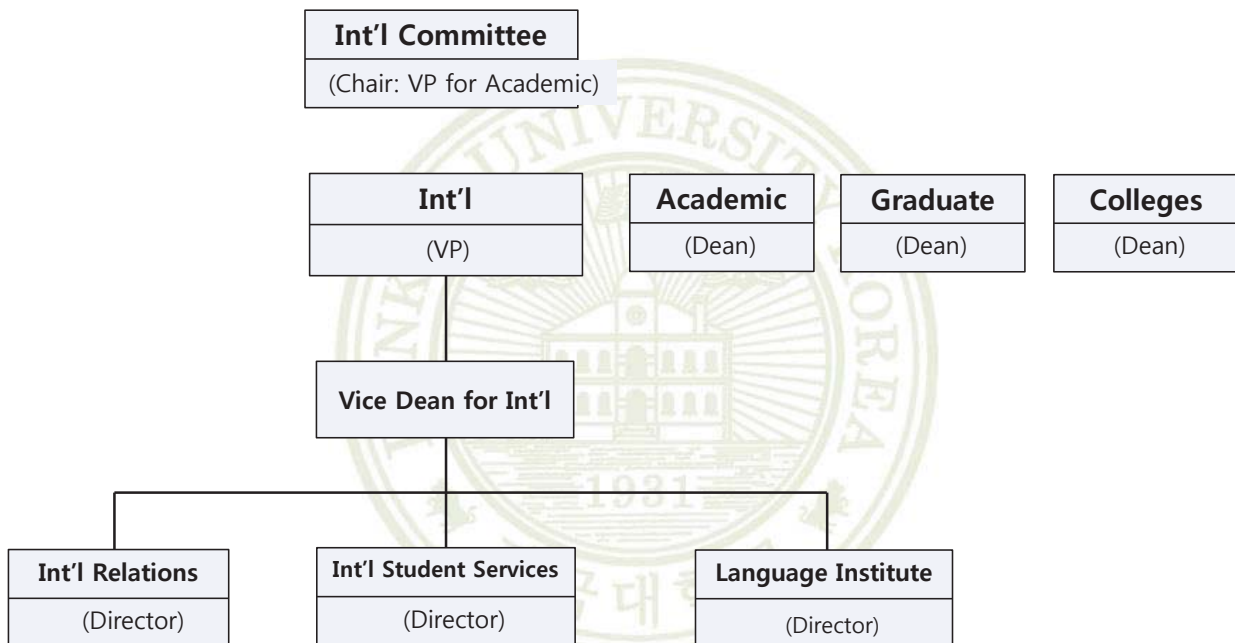 Int'l Committee
(Chair: VP for Academic)
Int'l
(VP)
Academic
(Dean)
Graduate
(Dean)
Colleges
(Dean)
Vice Dean for Int'l
1931
Int'l Relations
(Director)
Int'l Student Services
(Director)
Language Institute
(Director)